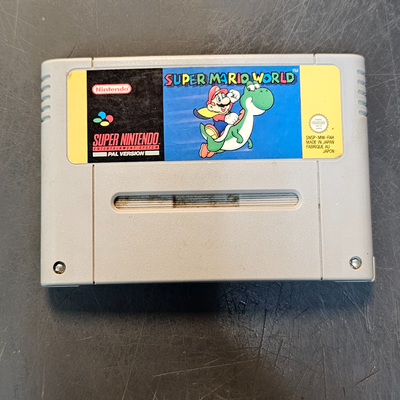 Nintendo
SUPER MARIO WORLD
SUPER NINTENDO
ENTERTAINMENT SYSTEM
PAL VERSION
SNSP-MW-FAH
MADE IN JAPAN
FABRIQUÉ AU
JAPON